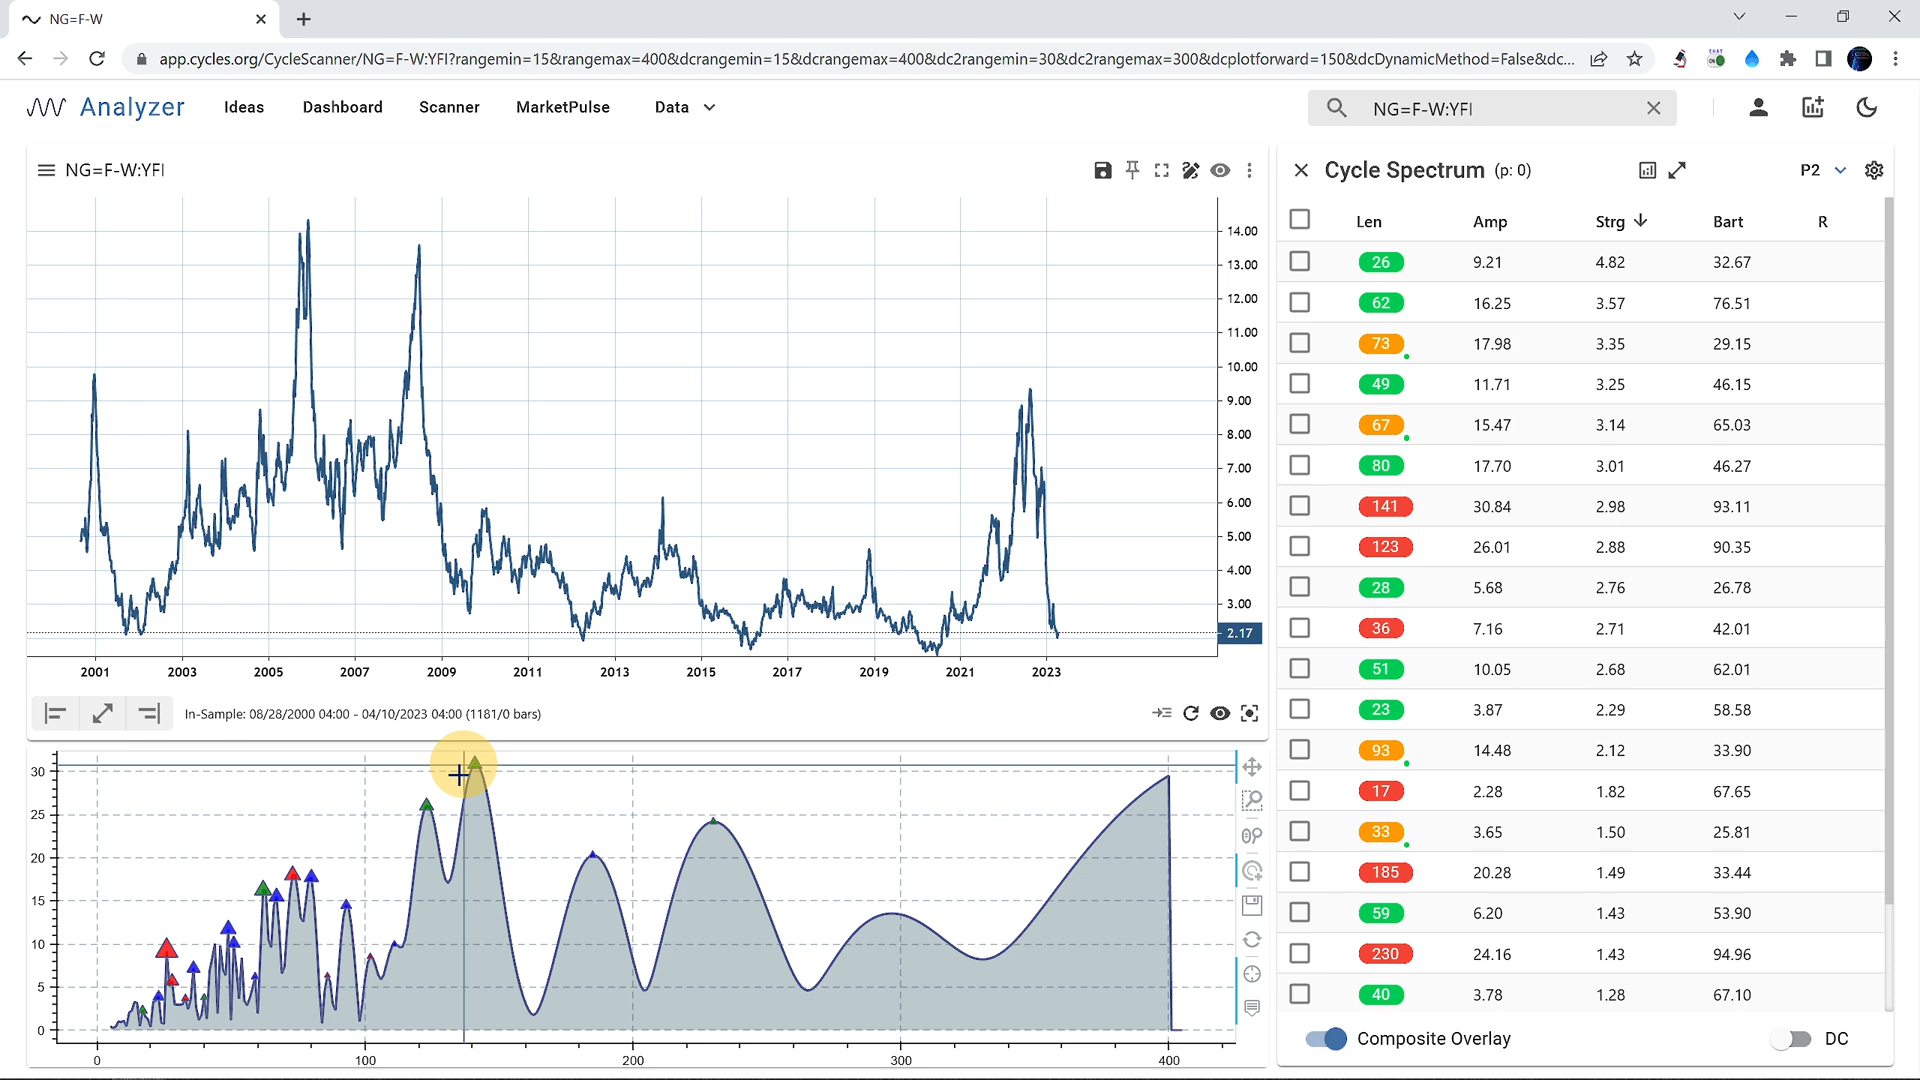 NG=F-W
app.cycles.org/CycleScanner/NG=F-W:YFI?rangemin=15&rangemax=400&dcrangemin=15&dcrangemax=400&dc2rangemin=30&dc2rangemax=300&dcplotforward=150&dcDynamicMethod=False&dc...
CHAT
ON
Analyzer
Ideas
Dashboard
Scanner
MarketPulse
Data
NG=F-W:YFI
NG=F-W:YFI
14.00
13.00
12.00
11.00
10.00
9.00
8.00
7.00
6.00
5.00
4.00
3.00
2.17
2001 2003 2005 2007 2009 2011 2013 2015 2017 2019 2021 2023
In-Sample: 08/28/2000 04:00 - 04/10/2023 04:00 (1181/0 bars)
30
25
20
15
10
5
0
0 100 200 300 400
Cycle Spectrum (p: 0)
P2
Len Amp Strg Bart R
26 9.21 4.82 32.67
62 16.25 3.57 76.51
73 17.98 3.35 29.15
49 11.71 3.25 46.15
67 15.47 3.14 65.03
80 17.70 3.01 46.27
141 30.84 2.98 93.11
123 26.01 2.88 90.35
28 5.68 2.76 26.78
36 7.16 2.71 42.01
51 10.05 2.68 62.01
23 3.87 2.29 58.58
93 14.48 2.12 33.90
17 2.28 1.82 67.65
33 3.65 1.50 25.81
185 20.28 1.49 33.44
59 6.20 1.43 53.90
230 24.16 1.43 94.96
40 3.78 1.28 67.10
Composite Overlay
DC